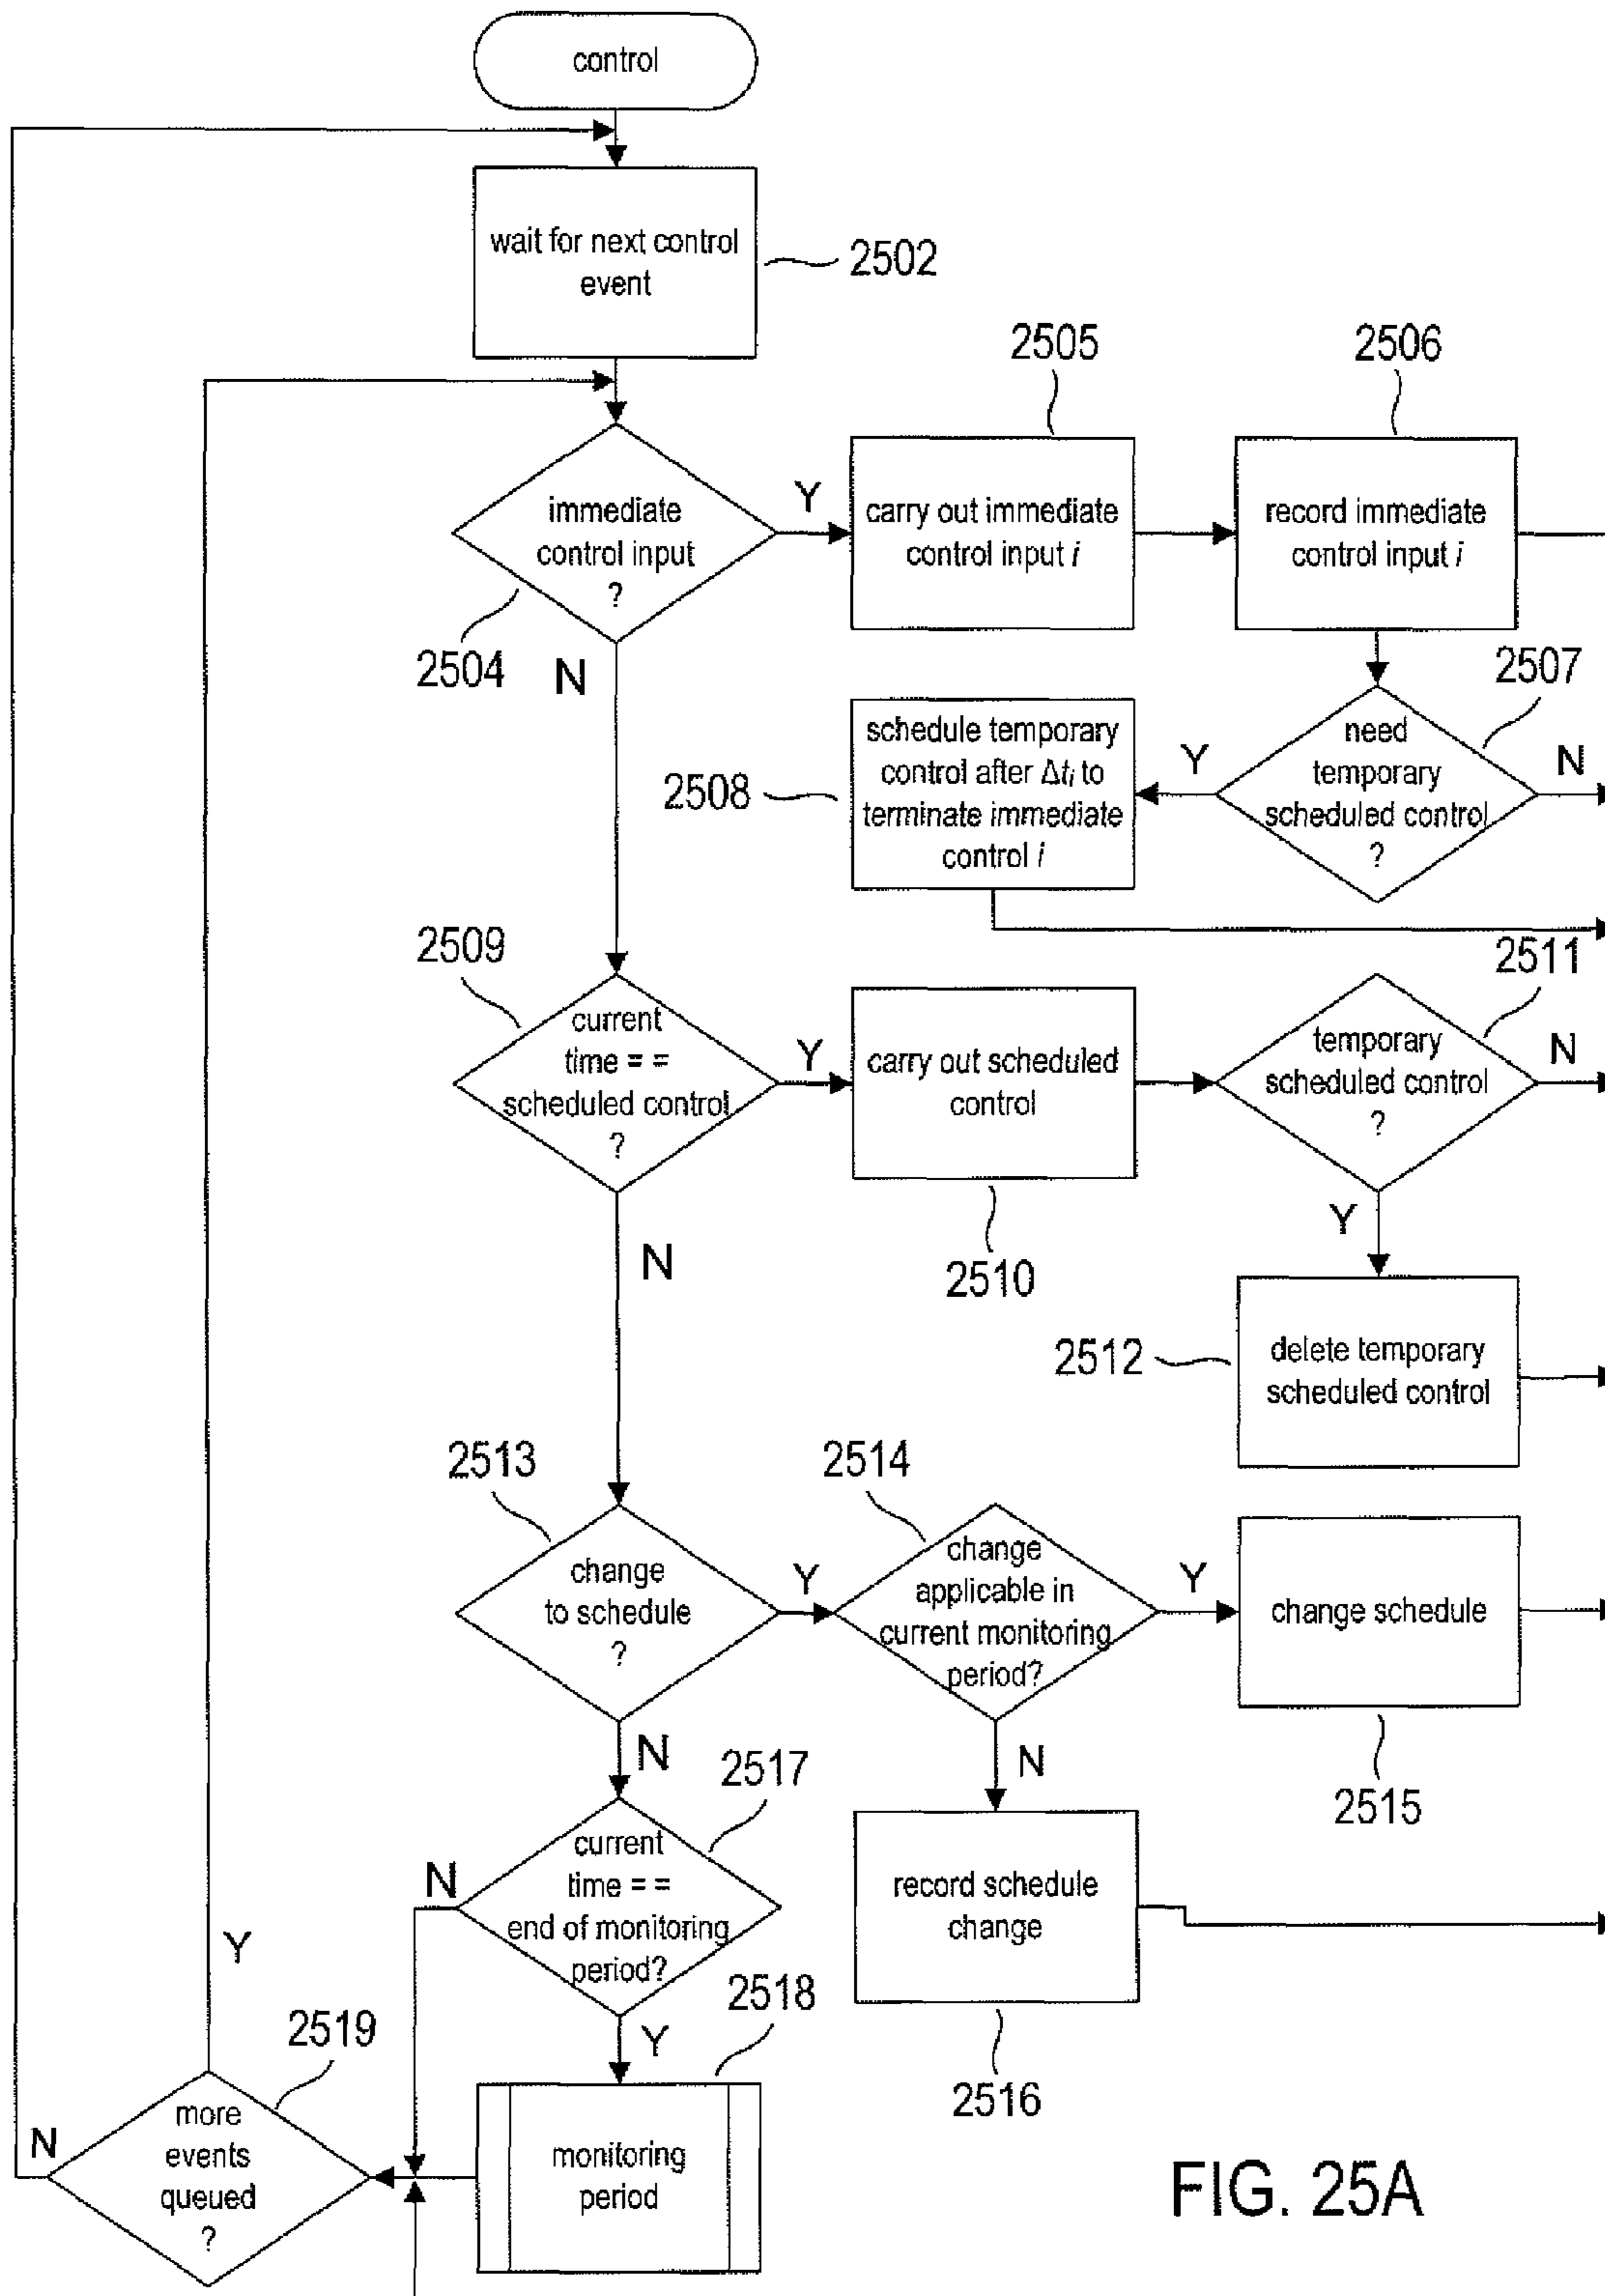 control
wait for next control
event
2502
2505
2506
immediate
control input
?
Y
carry out immediate
control input i
record immediate
control input i
2504
N
2507
schedule temporary
control after Δti to
terminate immediate
control i
2508
Y
need
temporary
scheduled control
?
N
2509
2511
current
time = =
scheduled control
?
Y
carry out scheduled
control
temporary
scheduled control
?
N
N
2510
Y
2512
delete temporary
scheduled control
2513
2514
change
to schedule
?
Y
change
applicable in
current monitoring
period?
Y
change schedule
N
2517
N
2515
current
time = =
end of monitoring
period?
N
record schedule
change
Y
2519
Y
2518
2516
more
events
queued
?
N
monitoring
period
FIG. 25A